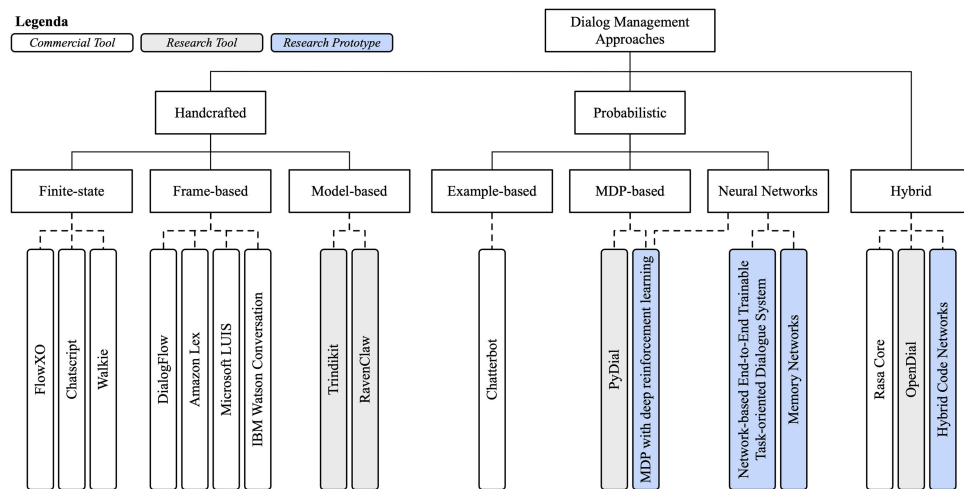 Legenda
Commercial Tool
Research Tool
Research Prototype
Dialog Management
Approaches
Handcrafted
Probabilistic
Finite-state
Frame-based
Model-based
Example-based
MDP-based
Neural Networks
Hybrid
FlowXO
Chatscript
Walkie
DialogFlow
Amazon Lex
Microsoft LUIS
IBM Watson Conversation
Trindikit
RavenClaw
Chatterbot
PyDial
MDP with deep reinforcement learning
Network-based End-to-End Trainable
Task-oriented Dialogue System
Memory Networks
Rasa Core
OpenDial
Hybrid Code Networks